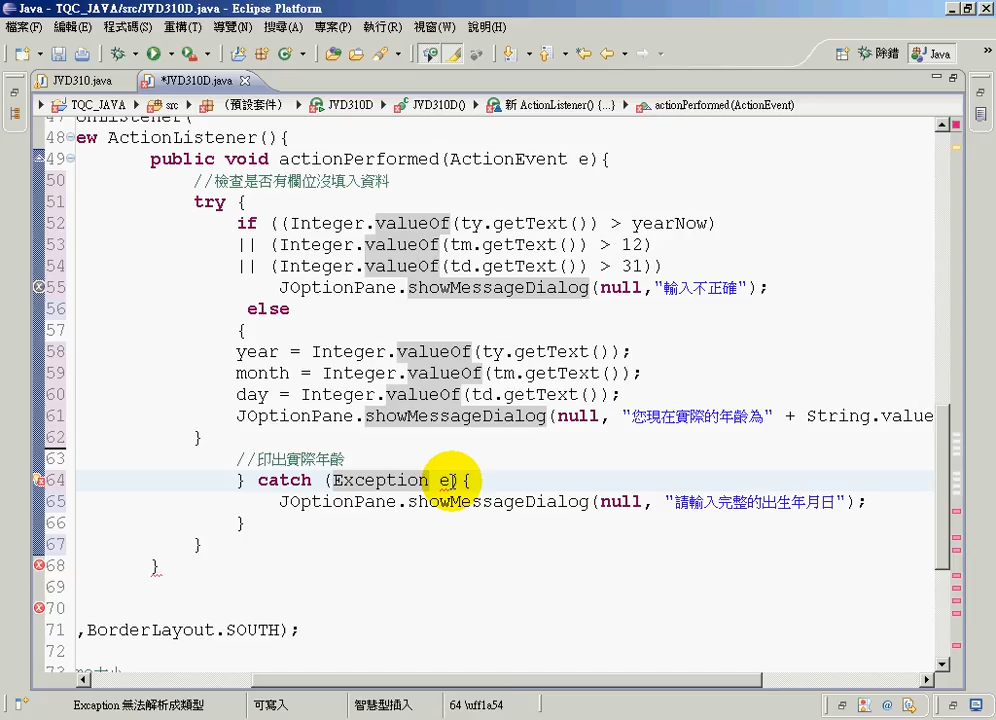 Java - TQC_JAVA/src/JVD310D.java - Eclipse Platform
檔案(F) 編輯(E) 程式碼(S) 重構(T) 導覽(N) 搜尋(A) 專案(P) 執行(R) 視窗(W) 說明(H)
除錯 Java »
JVD310.java *JVD310D.java
TQC_JAVA src (預設套件) JVD310D JVD310D() 新 ActionListener() {...} actionPerformed(ActionEvent)
47 onListener(
48 ew ActionListener(){
49 public void actionPerformed(ActionEvent e){
50 //檢查是否有欄位沒填入資料
51 try {
52 if ((Integer.valueOf(ty.getText()) > yearNow)
53 || (Integer.valueOf(tm.getText()) > 12)
54 || (Integer.valueOf(td.getText()) > 31))
55 JOptionPane.showMessageDialog(null,"輸入不正確");
56 else
57 {
58 year = Integer.valueOf(ty.getText());
59 month = Integer.valueOf(tm.getText());
60 day = Integer.valueOf(td.getText());
61 JOptionPane.showMessageDialog(null, "您現在實際的年齡為" + String.value
62 }
63 //印出實際年齡
64 } catch (Exception e){
65 JOptionPane.showMessageDialog(null, "請輸入完整的出生年月日");
66 }
67 }
68 }
69
70
71 ,BorderLayout.SOUTH);
72
Exception 無法解析成類型 可寫入 智慧型插入 64 \uff1a54